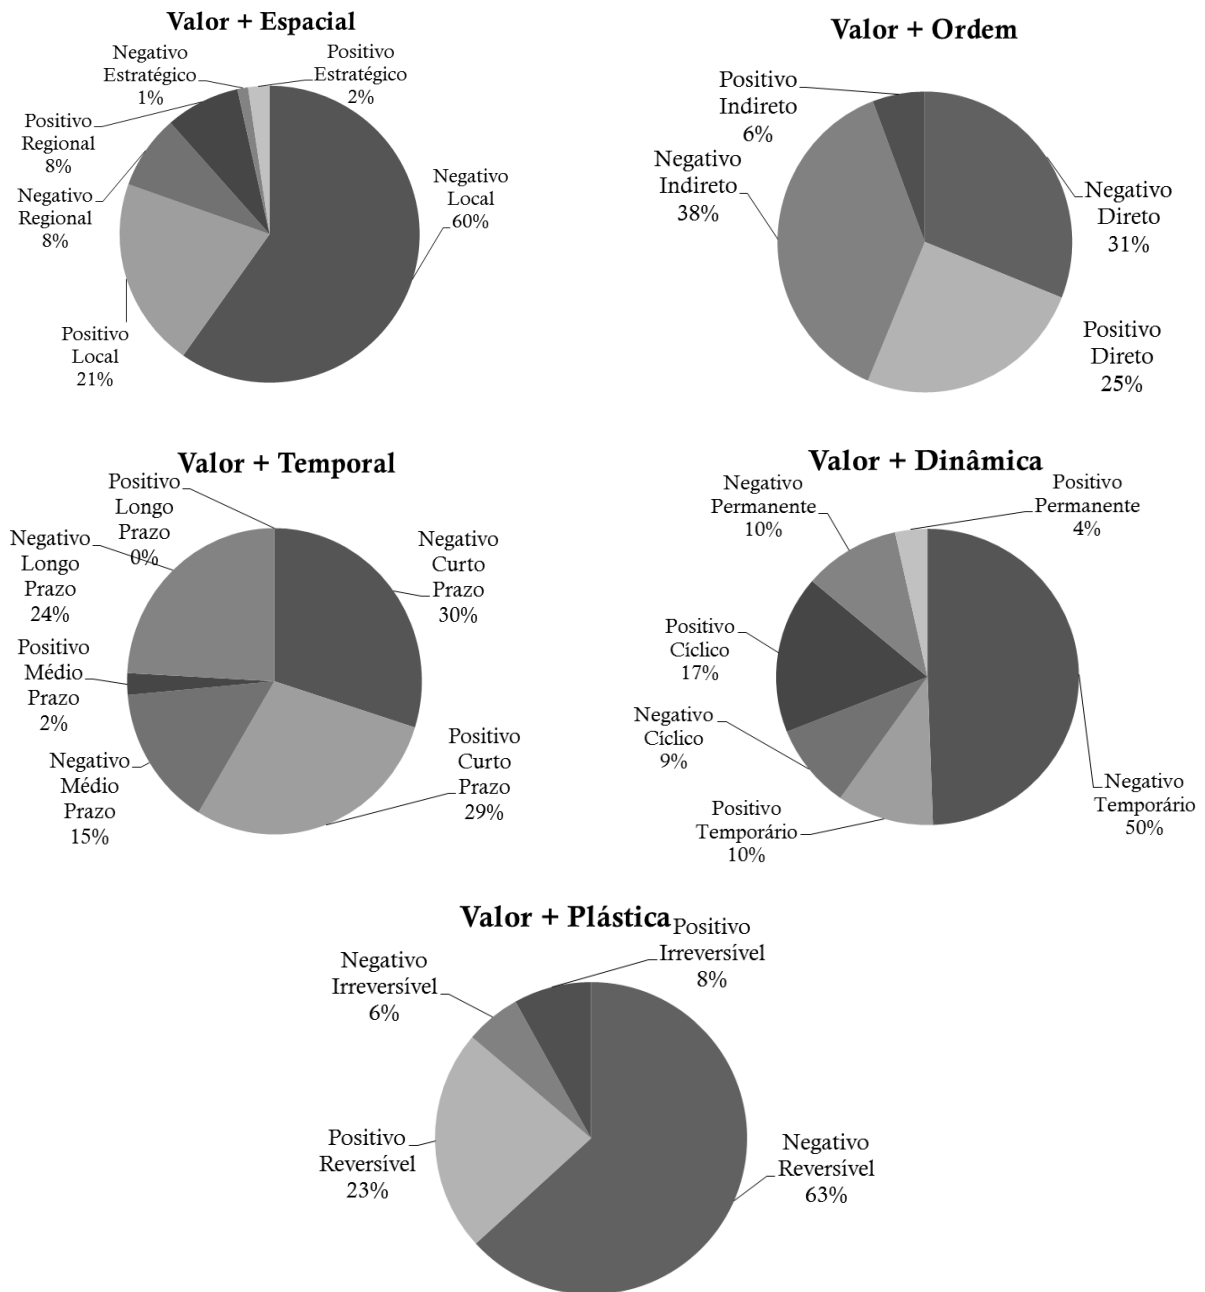 Valor + Espacial
Negativo
Estratégico
1%
Positivo
Estratégico
2%
Positivo
Regional
8%
Negativo
Regional
8%
Negativo
Local
60%
Positivo
Local
21%
Valor + Ordem
Positivo
Indireto
6%
Negativo
Indireto
38%
Negativo
Direto
31%
Positivo
Direto
25%
Valor + Temporal
Positivo
Longo
Prazo
0%
Negativo
Longo
Prazo
24%
Negativo
Curto
Prazo
30%
Positivo
Médio
Prazo
2%
Negativo
Médio
Prazo
15%
Positivo
Curto
Prazo
29%
Valor + Dinâmica
Negativo
Permanente
10%
Positivo
Permanente
4%
Positivo
Cíclico
17%
Negativo
Cíclico
9%
Positivo
Temporário
10%
Negativo
Temporário
50%
Valor + Plástica
Positivo
Irreversível
8%
Negativo
Irreversível
6%
Positivo
Reversível
23%
Negativo
Reversível
63%